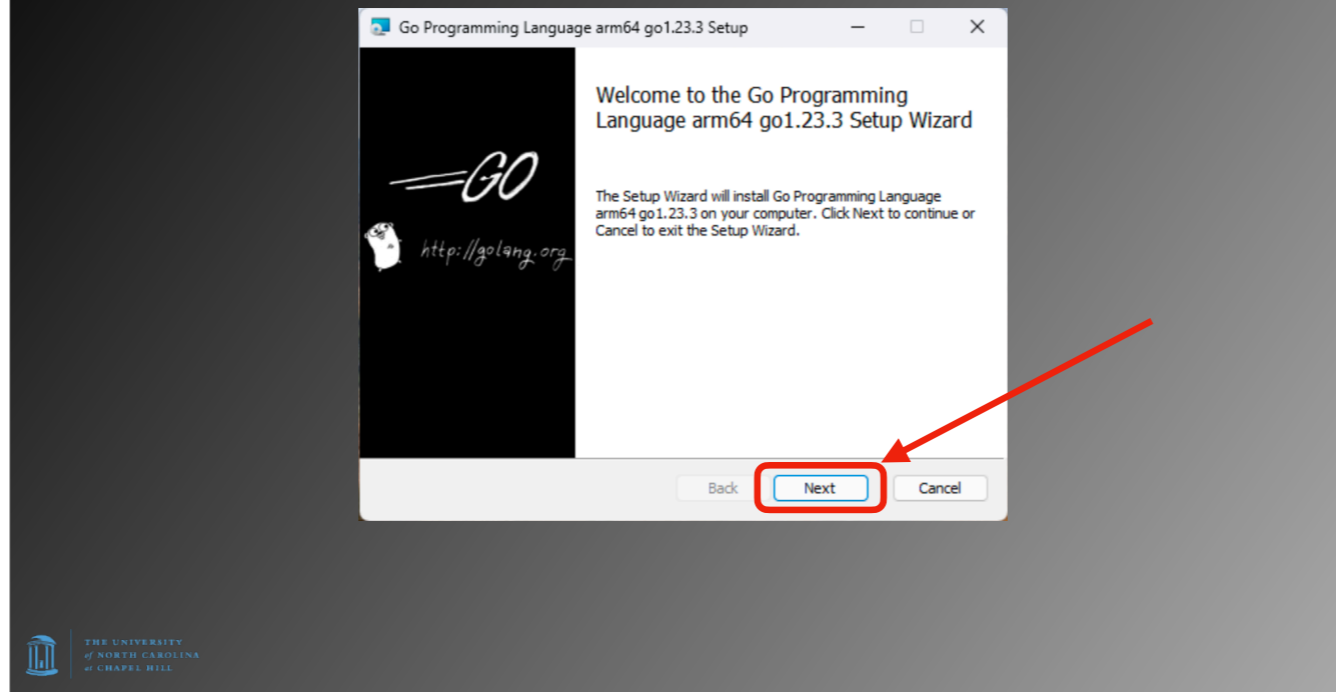 Go Programming Language arm64 go1.23.3 Setup
Welcome to the Go Programming
Language arm64 go1.23.3 Setup Wizard
GO
http://golang.org
The Setup Wizard will install Go Programming Language
arm64 go1.23.3 on your computer. Click Next to continue or
Cancel to exit the Setup Wizard.
Back
Next
Cancel
THE UNIVERSITY
of NORTH CAROLINA
at CHAPEL HILL